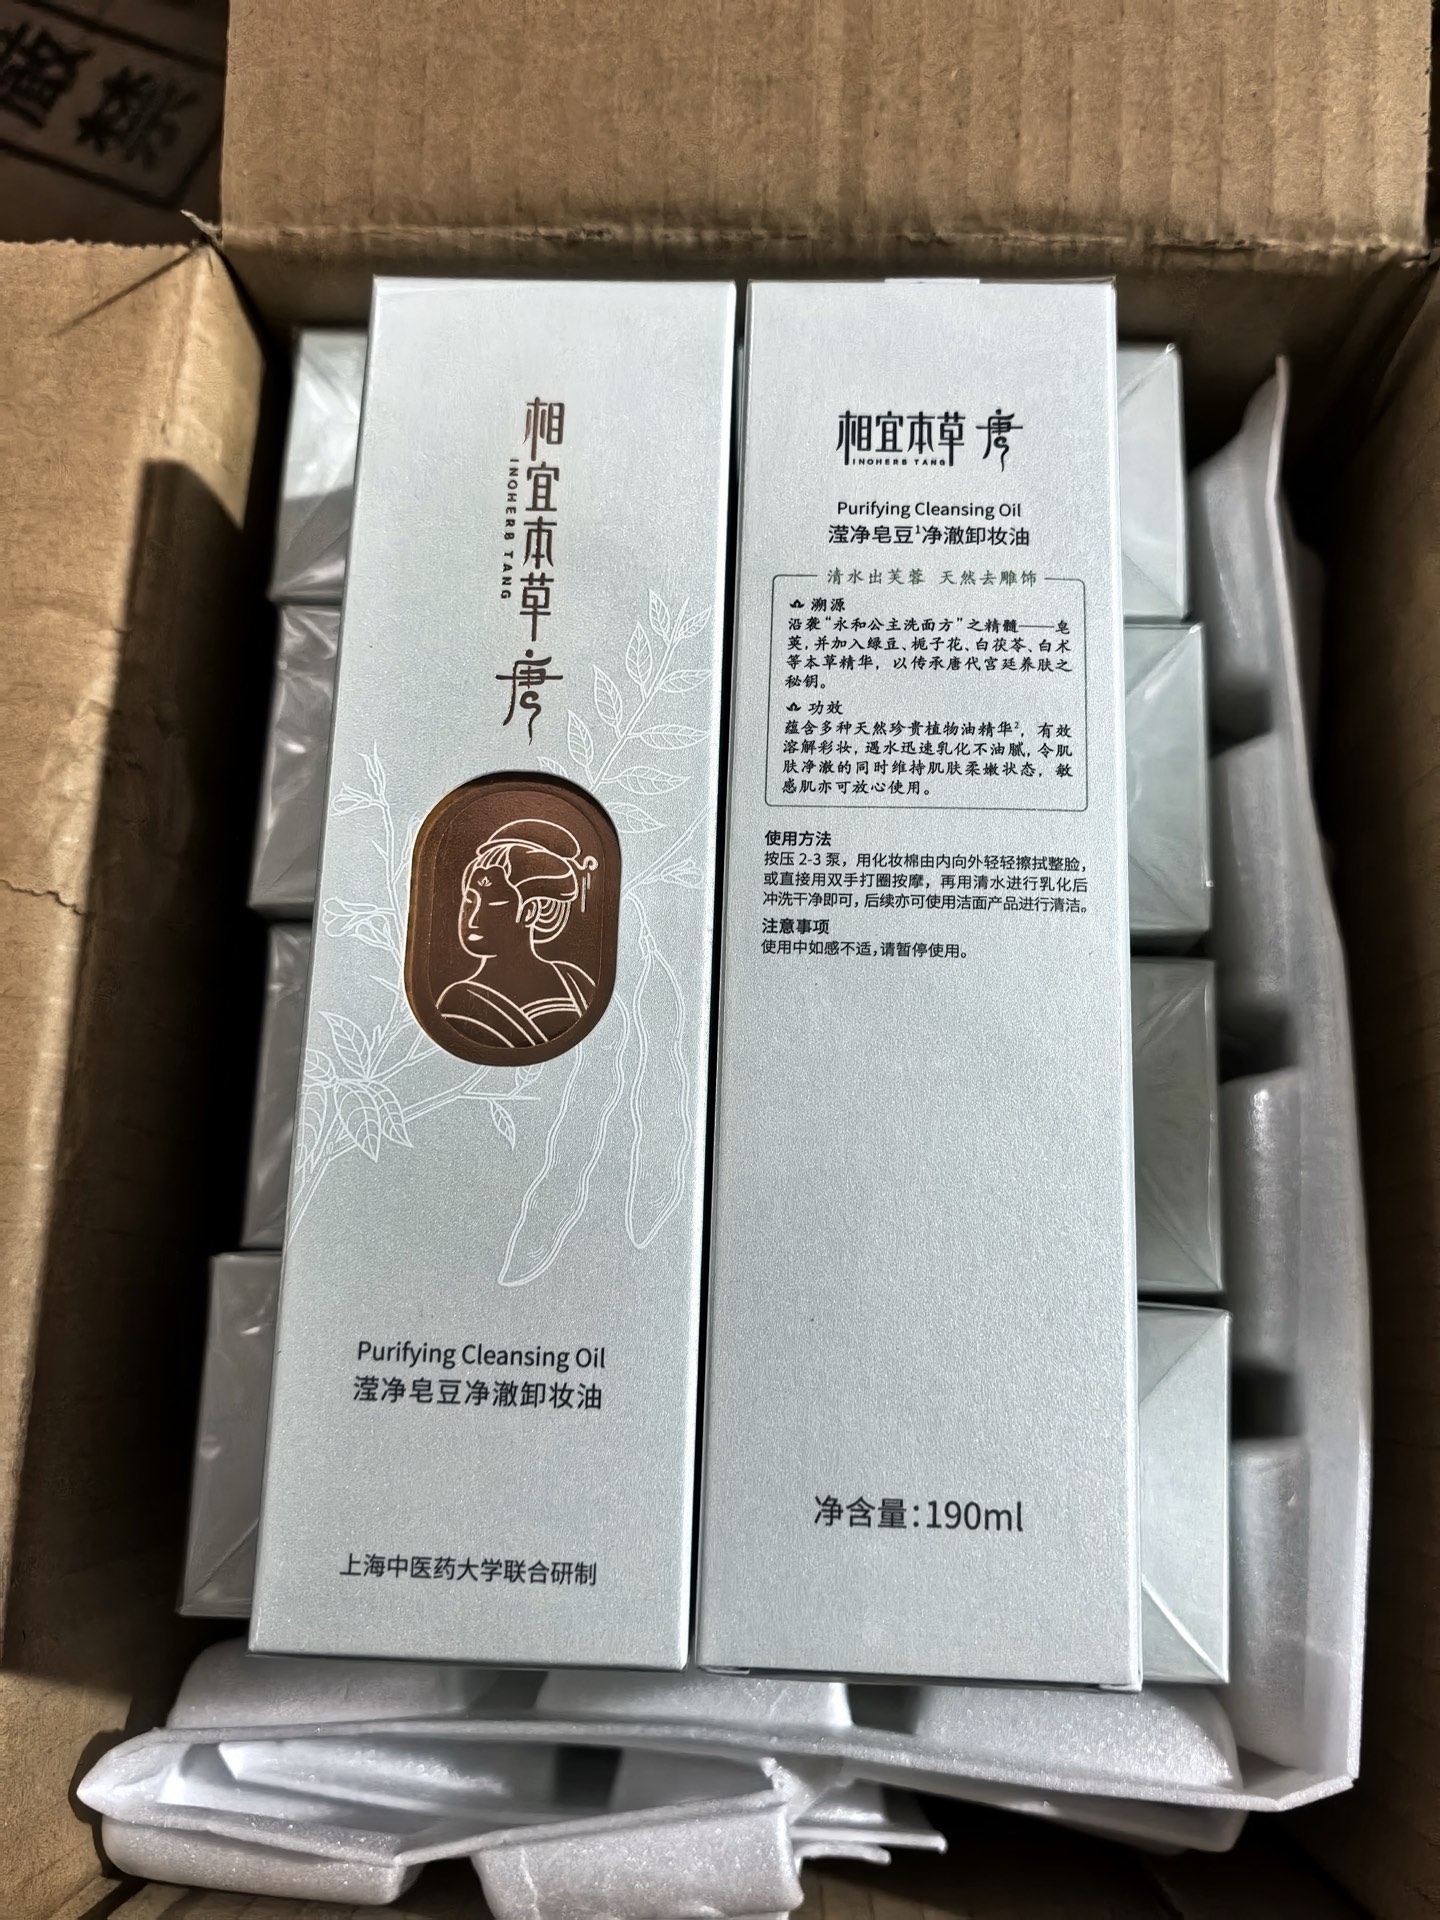 相宜本草
INOHERB TANG
唐
Purifying Cleansing Oil
滢净皂豆净澈卸妆油
上海中医药大学联合研制
相宜本草 唐
INOHERB TANG
Purifying Cleansing Oil
滢净皂豆¹净澈卸妆油
清水出芙蓉 天然去雕饰
溯源
沿袭“永和公主洗面方”之精髓——皂
荚，并加入绿豆、栀子花、白茯苓、白术
等本草精华，以传承唐代宫廷养肤之
秘钥。
功效
蕴含多种天然珍贵植物油精华²，有效
溶解彩妆，遇水迅速乳化不油腻，令肌
肤净澈的同时维持肌肤柔嫩状态，敏
感肌亦可放心使用。
使用方法
按压 2-3 泵，用化妆棉由内向外轻轻擦拭整脸，
或直接用双手打圈按摩，再用清水进行乳化后
冲洗干净即可，后续亦可使用洁面产品进行清洁。
注意事项
使用中如感不适，请暂停使用。
净含量：190ml